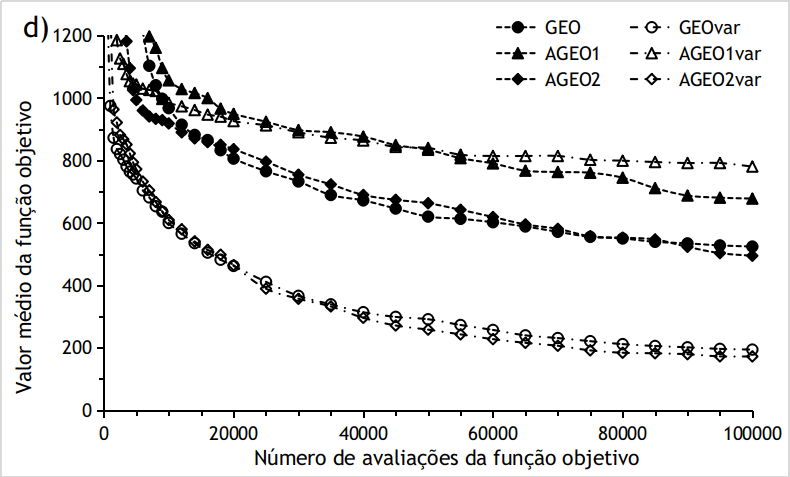 d)
GEO GEOvar
AGEO1 AGEO1var
AGEO2 AGEO2var
Valor médio da função objetivo
1200
1000
800
600
400
200
0
0 20000 40000 60000 80000 100000
Número de avaliações da função objetivo